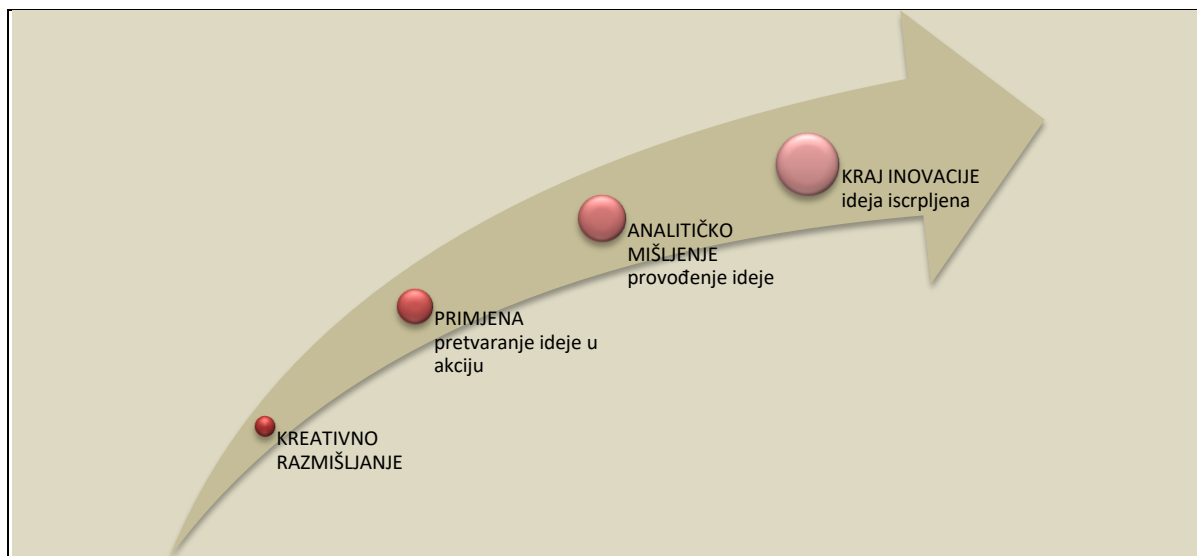 KRAJ INOVACIJE
ideja iscrpljena
ANALITIČKO
MIŠLJENJE
provođenje ideje
PRIMJENA
pretvaranje ideje u
akciju
KREATIVNO
RAZMIŠLJANJE